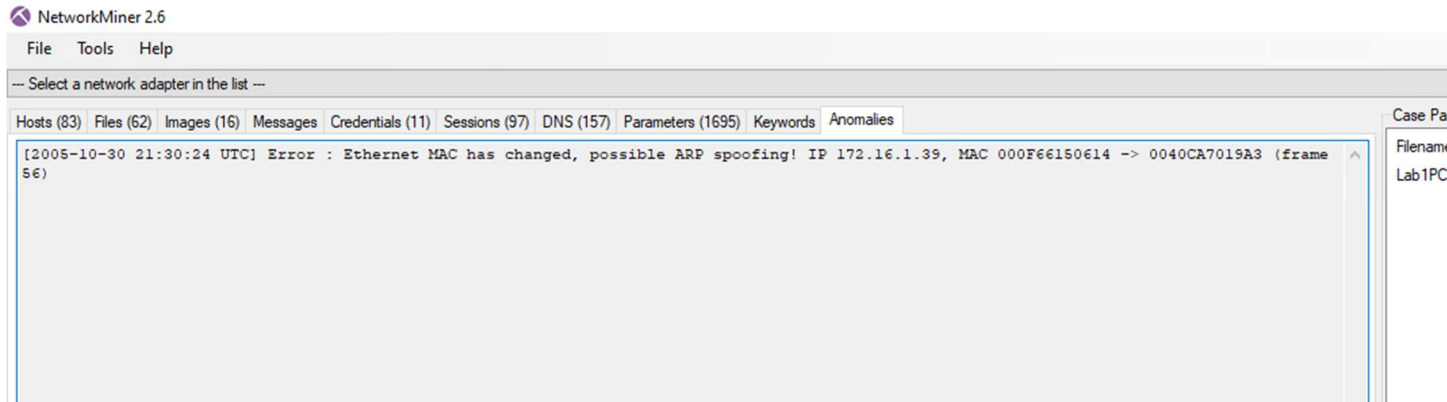 NetworkMiner 2.6
File Tools Help
--- Select a network adapter in the list ---
Hosts (83) Files (62) Images (16) Messages Credentials (11) Sessions (97) DNS (157) Parameters (1695) Keywords Anomalies
Case Pa
[2005-10-30 21:30:24 UTC] Error : Ethernet MAC has changed, possible ARP spoofing! IP 172.16.1.39, MAC 000F66150614 -> 0040CA7019A3 (frame
56)
Filename
Lab1PC